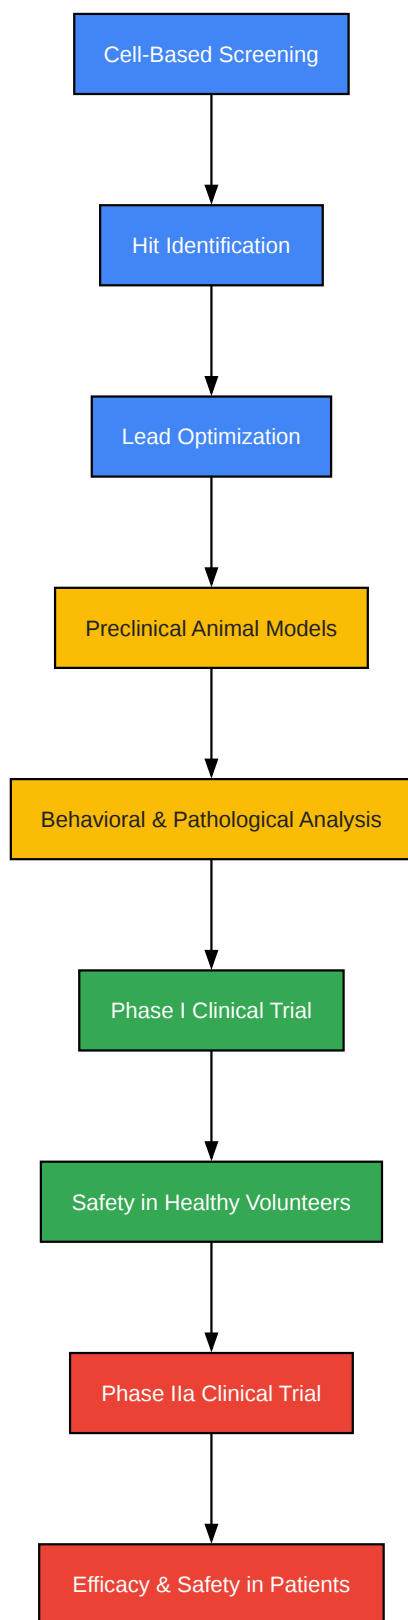 Cell-Based Screening
Hit Identification
Lead Optimization
Preclinical Animal Models
Behavioral & Pathological Analysis
Phase I Clinical Trial
Safety in Healthy Volunteers
Phase IIa Clinical Trial
Efficacy & Safety in Patients